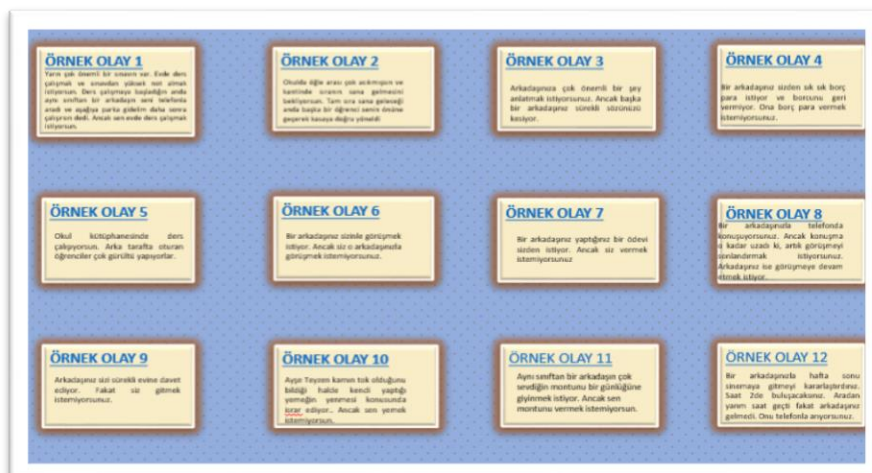 ÖRNEK OLAY 1
Yarın çok önemli bir sınavın var. Evde ders
çalışmak ve sınavdan yüksek not almak
istiyorsun. Ders çalışmaya başladığın anda
aynı sınıftan bir arkadaşın seni telefonla
aradı ve aşağıya parka gidelim daha sonra
çalışırsın dedi. Ancak sen evde ders çalışmak
istiyorsun.
ÖRNEK OLAY 2
Okulda öğle arası çok acıkmışsın ve
kantinde sıranın sana gelmesini
bekliyorsun. Tam sıra sana geleceği
anda başka bir öğrenci senin önüne
geçerek kasaya doğru yöneldi
ÖRNEK OLAY 3
Arkadaşınıza çok önemli bir şey
anlatmak istiyorsunuz. Ancak başka
bir arkadaşınız sürekli sözünüzü
kesiyor.
ÖRNEK OLAY 4
Bir arkadaşınız sizden sık sık borç
para istiyor ve borcunu geri
vermiyor. Ona borç para vermek
istemiyorsunuz.
ÖRNEK OLAY 5
Okul kütüphanesinde ders
çalışıyorsun. Arka tarafta oturan
öğrenciler çok gürültü yapıyorlar.
ÖRNEK OLAY 6
Bir arkadaşınız sizinle görüşmek
istiyor. Ancak siz o arkadaşınızla
görüşmek istemiyorsunuz.
ÖRNEK OLAY 7
Bir arkadaşınız yaptığınız bir ödevi
sizden istiyor. Ancak siz vermek
istemiyorsunuz
ÖRNEK OLAY 8
Bir arkadaşınızla telefonda
konuşuyorsunuz. Ancak konuşma
o kadar uzadı ki, artık görüşmeyi
sonlandırmak istiyorsunuz.
Arkadaşınız ise görüşmeye devam
etmek istiyor.
ÖRNEK OLAY 9
Arkadaşınız sizi sürekli evine davet
ediyor. Fakat siz gitmek
istemiyorsunuz.
ÖRNEK OLAY 10
Ayşe Teyzen karnın tok olduğunu
bildiği halde kendi yaptığı
yemeğin yenmesi konusunda
ısrar ediyor.. Ancak sen yemek
istemiyorsun.
ÖRNEK OLAY 11
Aynı sınıftan bir arkadaşın çok
sevdiğin montunu bir günlüğüne
giyinmek istiyor. Ancak sen
montunu vermek istemiyorsun.
ÖRNEK OLAY 12
Bir arkadaşınızla hafta sonu
sinemaya gitmeyi kararlaştırdınız.
Saat 2de buluşacaksınız. Aradan
yarım saat geçti fakat arkadaşınız
gelmedi. Onu telefonla arıyorsunuz.